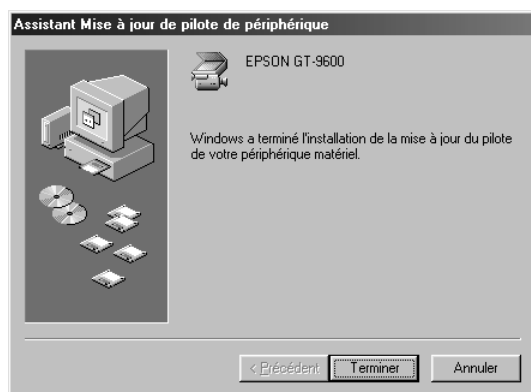 Assistant Mise à jour de pilote de périphérique
EPSON GT-9600
Windows a terminé l'installation de la mise à jour du pilote
de votre périphérique matériel.
< Précédent
Terminer
Annuler